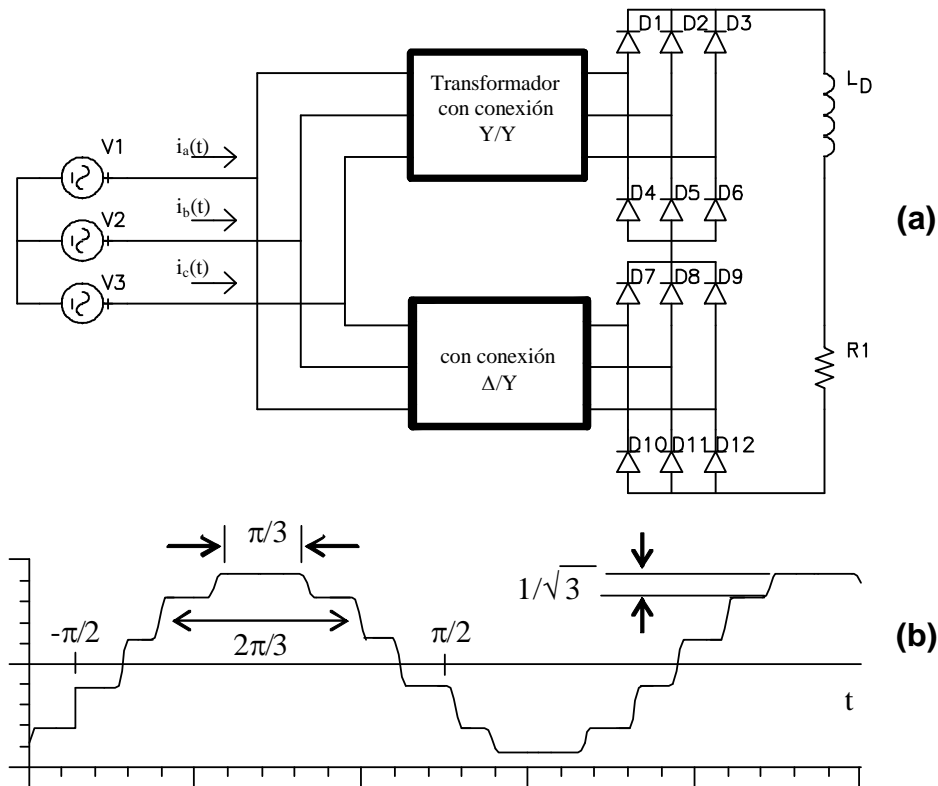 D1 D2 D3
L_D
Transformador
con conexión
Y/Y
V1
i_a(t)
V2
i_b(t)
V3
i_c(t)
D4 D5 D6
(a)
D7 D8 D9
con conexión
Δ/Y
R1
D10 D11 D12
π/3
1/√3
-π/2
2π/3
π/2
(b)
t